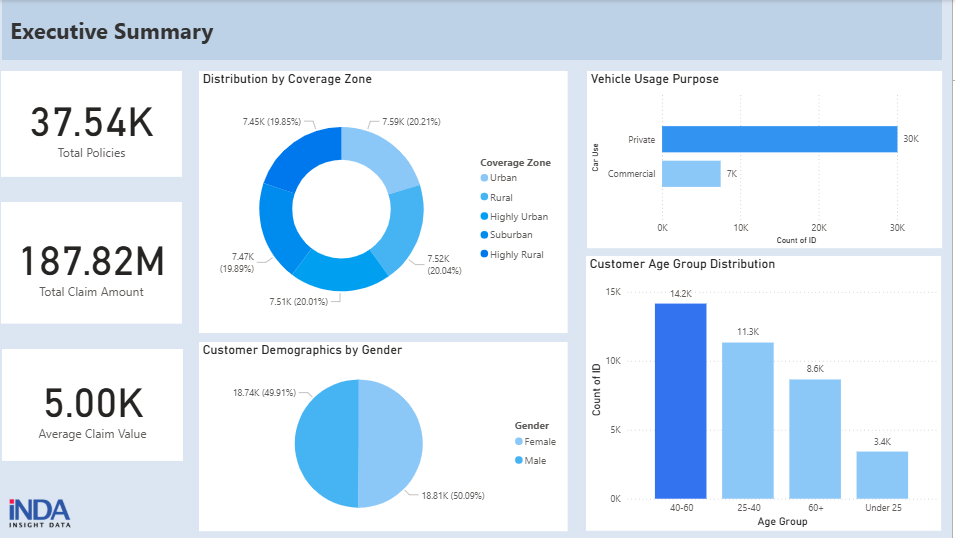 Executive Summary
37.54K
Total Policies
187.82M
Total Claim Amount
5.00K
Average Claim Value
iNDA
INSIGHT DATA
Distribution by Coverage Zone
7.45K (19.85%)
7.59K (20.21%)
7.47K
(19.89%)
7.52K
(20.04%)
7.51K (20.01%)
Coverage Zone
Urban
Rural
Highly Urban
Suburban
Highly Rural
Customer Demographics by Gender
18.74K (49.91%)
18.81K (50.09%)
Gender
Female
Male
Vehicle Usage Purpose
Car Use
Private
30K
Commercial
7K
0K 10K 20K 30K
Count of ID
Customer Age Group Distribution
Count of ID
15K
10K
5K
0K
14.2K
11.3K
8.6K
3.4K
40-60 25-40 60+ Under 25
Age Group